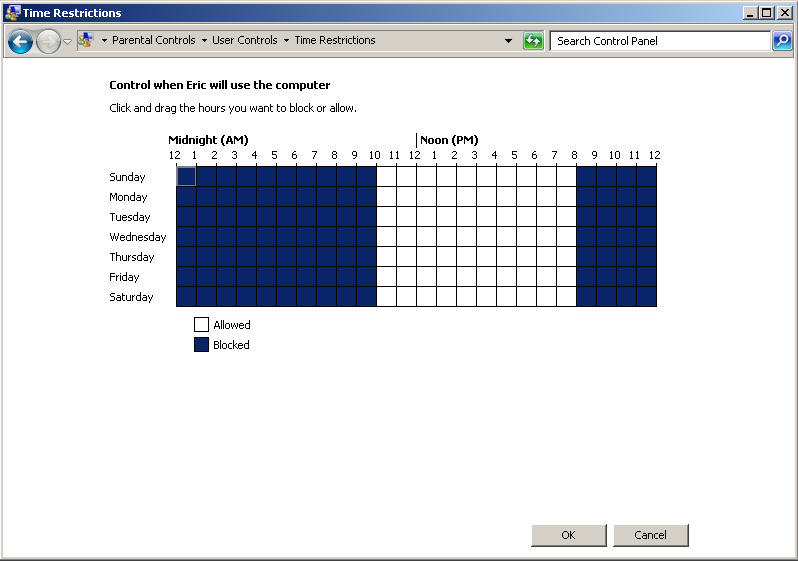 Time Restrictions
Parental Controls User Controls Time Restrictions Search Control Panel
Control when Eric will use the computer
Click and drag the hours you want to block or allow.
Midnight (AM) Noon (PM)
12 1 2 3 4 5 6 7 8 9 10 11 12 1 2 3 4 5 6 7 8 9 10 11 12
Sunday
Monday
Tuesday
Wednesday
Thursday
Friday
Saturday
Allowed
Blocked
OK Cancel